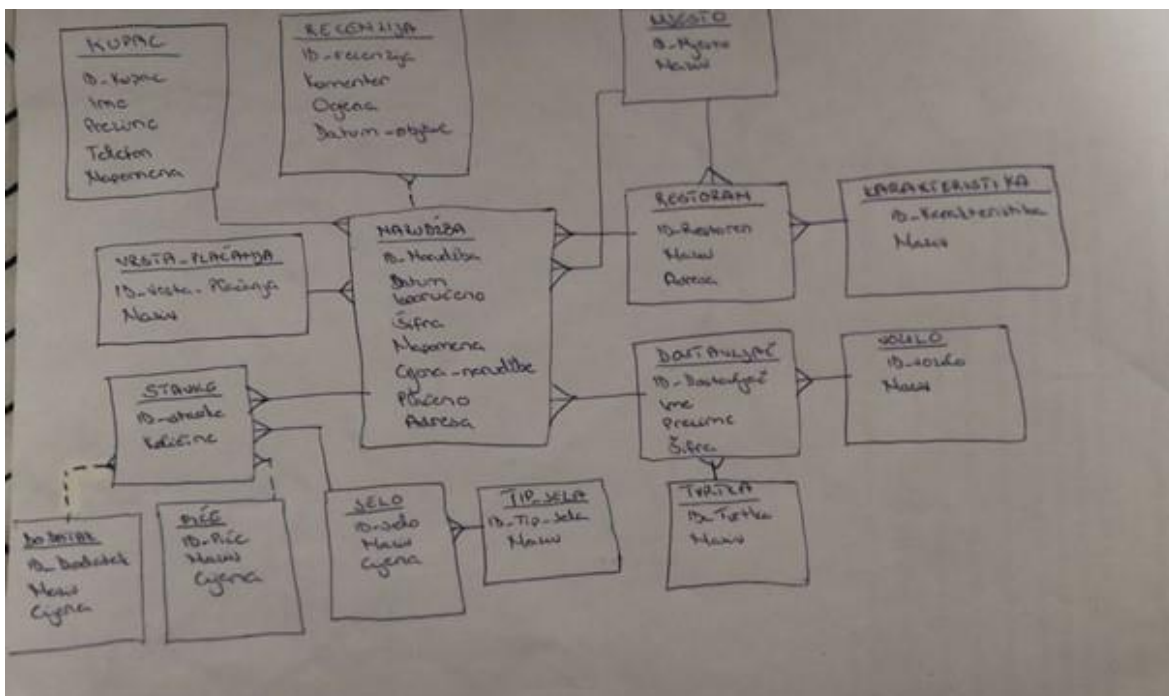 KUPAC
ID_Kupac
Ime
Prezime
Telefon
Napomena
RECENZIJA
ID_recenzija
Komentar
Ocjena
Datum_objave
MJESTO
ID_Mjesto
Naziv
VRSTA_PLAĆANJA
ID_vrsta_Plaćanja
Naziv
NARUDŽBA
ID_Narudžba
Datum
Isporučeno
Šifra
Napomena
Cijena_narudžbe
Plaćeno
Adresa
RESTORAN
ID_Restoran
Naziv
Adresa
KARAKTERISTIKA
ID_Karakteristika
Naziv
STAVKE
ID_stavke
Količina
DOSTAVLJAČ
ID_Dostavljač
Ime
Prezime
Šifra
VOZILO
ID_vozilo
Naziv
DODATAK
ID_Dodatak
Naziv
Cijena
PIĆE
ID_Piće
Naziv
Cijena
JELO
ID_Jelo
Naziv
Cijena
TIP_JELA
ID_Tip_Jela
Naziv
TVRTKA
ID_Tvrtka
Naziv